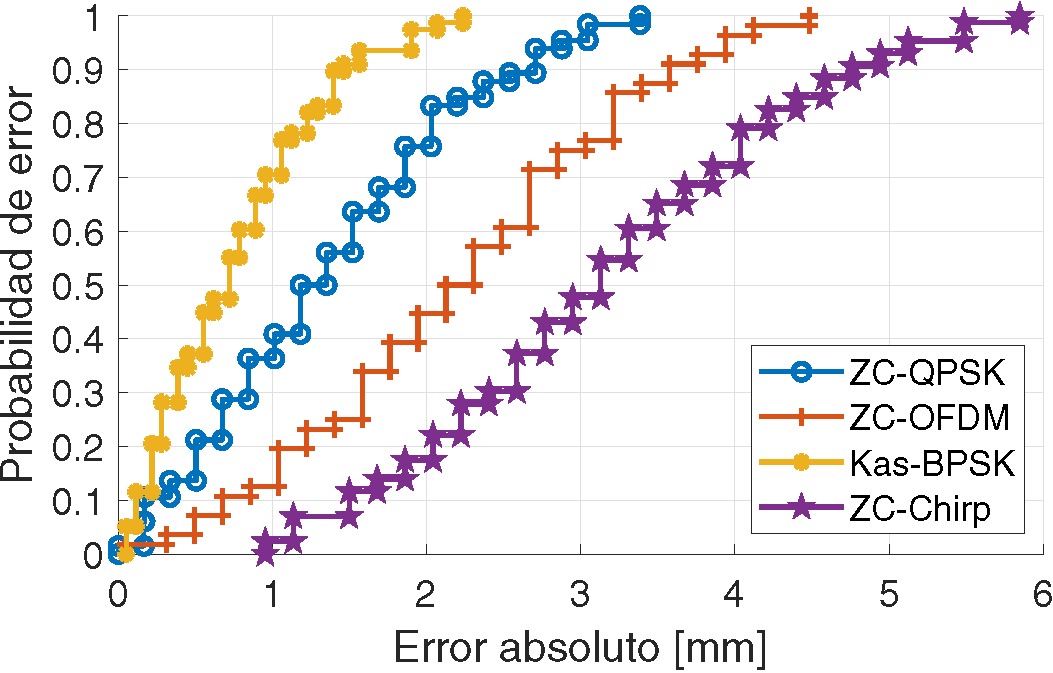 1
0.9
0.8
0.7
0.6
0.5
0.4
0.3
0.2
0.1
0
Probabilidad de error
0 1 2 3 4 5 6
Error absoluto [mm]
ZC-QPSK
ZC-OFDM
Kas-BPSK
ZC-Chirp